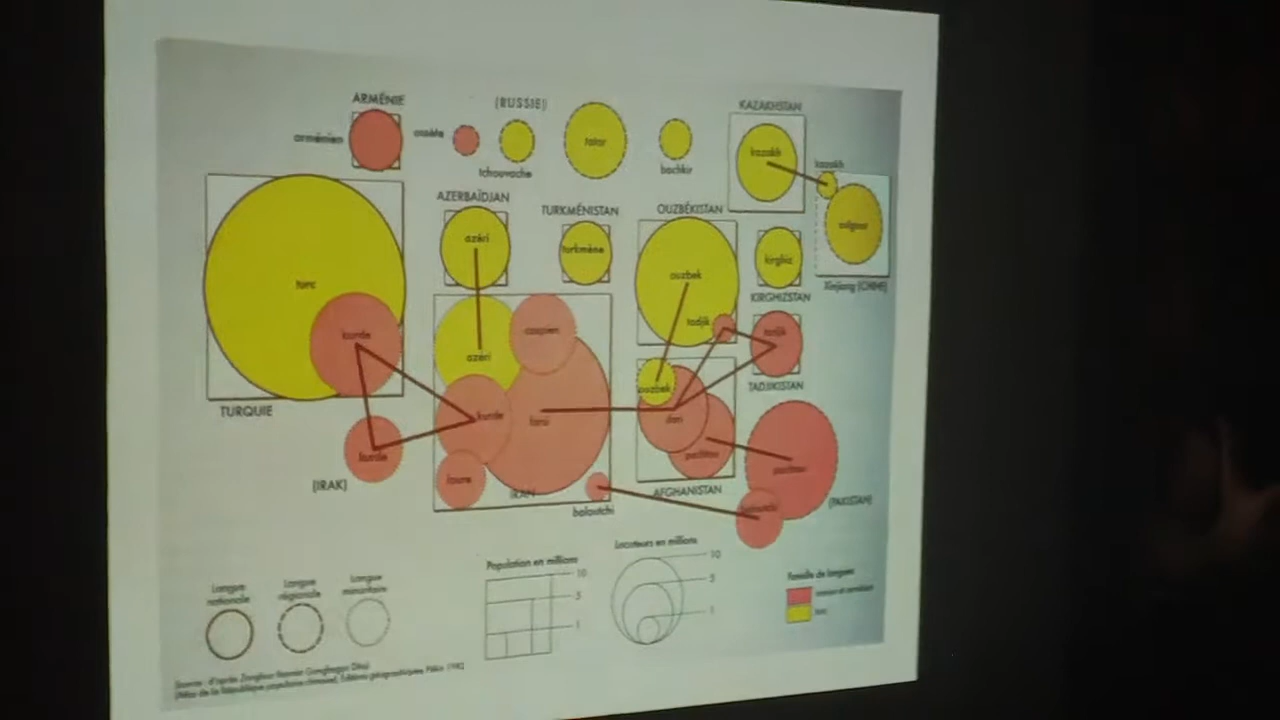 ARMÉNIE
(RUSSIE)
KAZAKHSTAN
arménien
ossète
tatar
kazakh
tchouvache
bachkir
kazakh
AZERBAÏDJAN
TURKMÉNISTAN
OUZBÉKISTAN
azéri
turkmène
kirghiz
ouïgour
turc
ouzbek
Xinjiang (CHINE)
KIRGHIZSTAN
kurde
caspien
tadjik
tadjik
azéri
TADJIKISTAN
ouzbek
TURQUIE
kurde
dari
kurde
pachtou
(IRAK)
IRAN
AFGHANISTAN
(PAKISTAN)
baloutchi
Population en millions
Locuteurs en millions
10
10
5
5
1
1
Langue
nationale
Langue
régionale
Langue
minoritaire
Famille de langues
turc